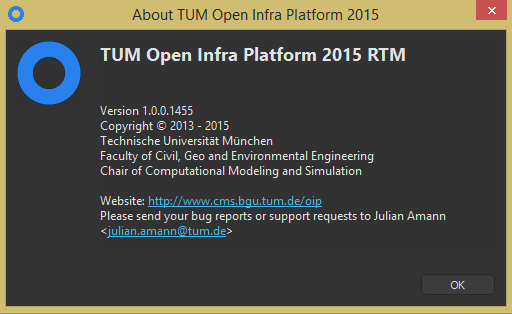 About TUM Open Infra Platform 2015
TUM Open Infra Platform 2015 RTM
Version 1.0.0.1455
Copyright © 2013 - 2015
Technische Universität München
Faculty of Civil, Geo and Environmental Engineering
Chair of Computational Modeling and Simulation
Website: http://www.cms.bgu.tum.de/oip
Please send your bug reports or support requests to Julian Amann
<julian.amann@tum.de>
OK